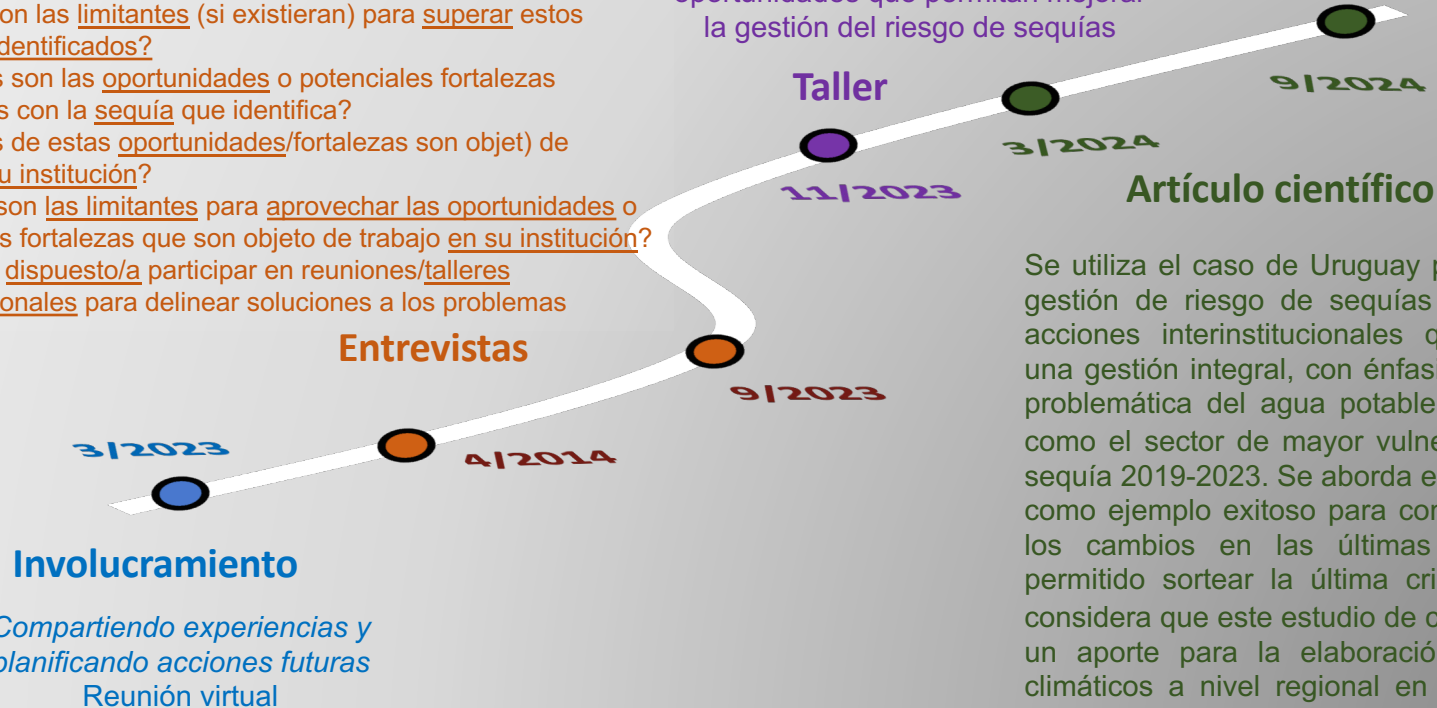 on las limitantes (si existieran) para superar estos
dentificados?
s son las oportunidades o potenciales fortalezas
s con la sequía que identifica?
s de estas oportunidades/fortalezas son objet) de
u institución?
son las limitantes para aprovechar las oportunidades o
s fortalezas que son objeto de trabajo en su institución?
dispuesto/a participar en reuniones/talleres
onales para delinear soluciones a los problemas
Entrevistas
3/2023
4/2014
9/2023
Involucramiento
Compartiendo experiencias y
planificando acciones futuras
Reunión virtual
oportunidades que permitan mejorar
la gestión del riesgo de sequías
Taller
11/2023
3/2024
9/2024
Artículo científico
Se utiliza el caso de Uruguay p
gestión de riesgo de sequías
acciones interinstitucionales q
una gestión integral, con énfasi
problemática del agua potable
como el sector de mayor vulne
sequía 2019-2023. Se aborda e
como ejemplo exitoso para con
los cambios en las últimas
permitido sortear la última cri
considera que este estudio de c
un aporte para la elaboració
climáticos a nivel regional en